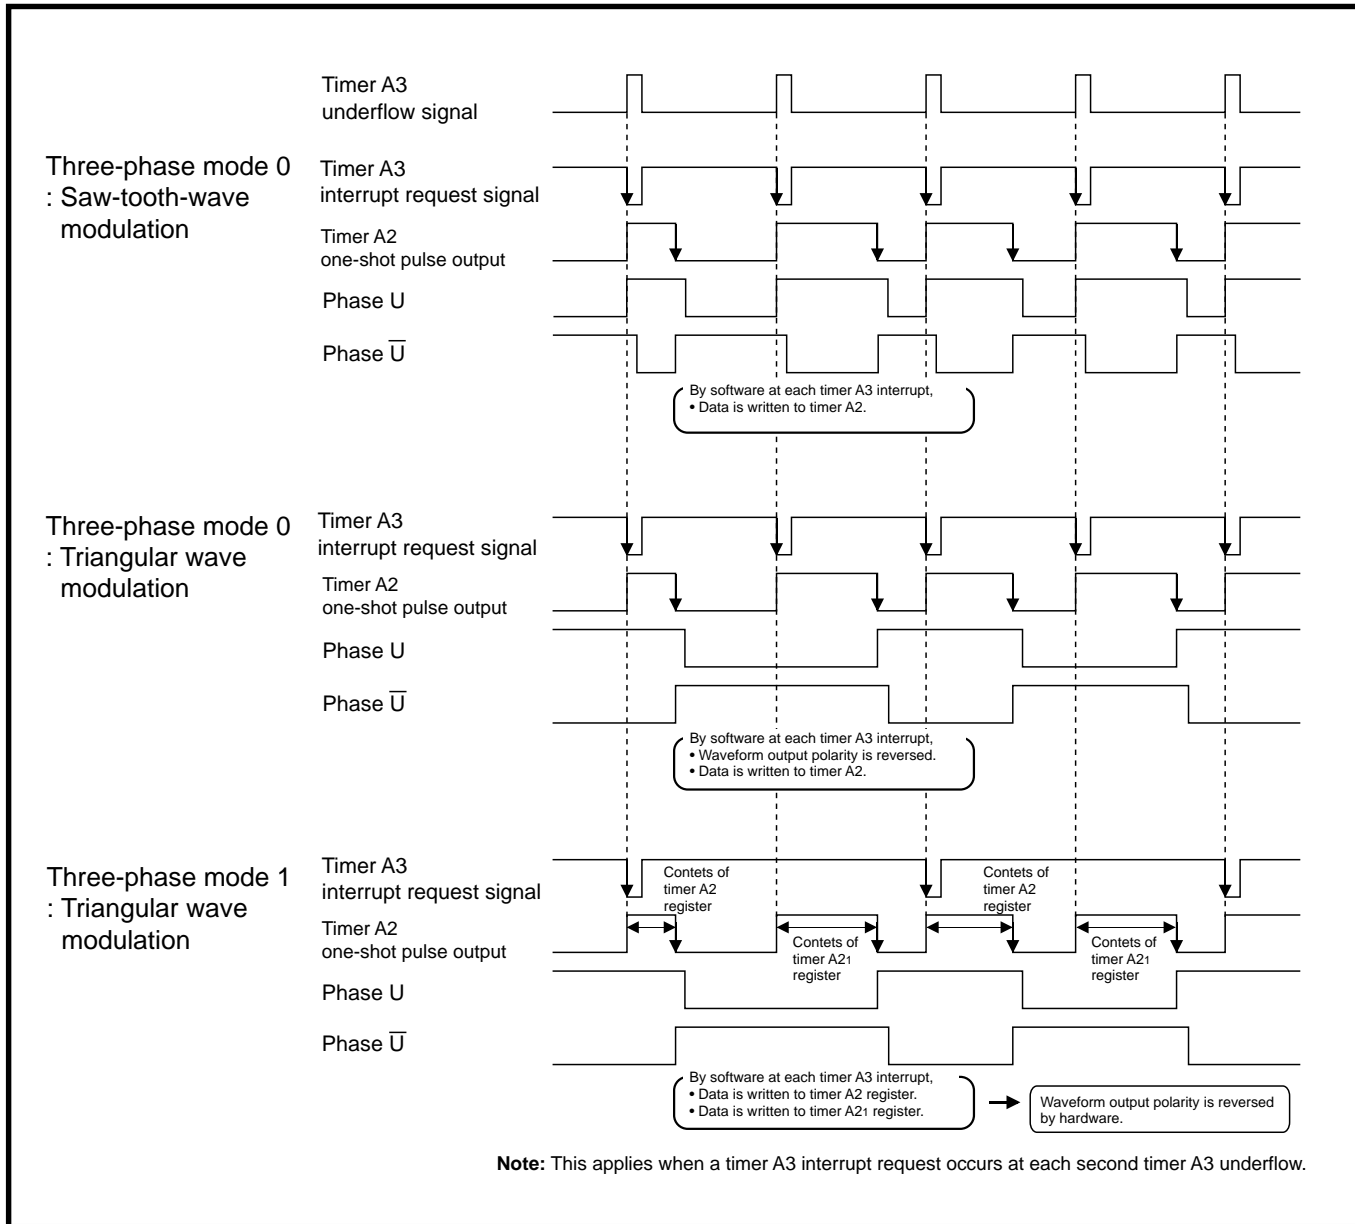 Timer A3
underflow signal
Three-phase mode 0
: Saw-tooth-wave
modulation
Timer A3
interrupt request signal
Timer A2
one-shot pulse output
Phase U
Phase U̅
By software at each timer A3 interrupt,
• Data is written to timer A2.
Three-phase mode 0
: Triangular wave
modulation
Timer A3
interrupt request signal
Timer A2
one-shot pulse output
Phase U
Phase U̅
By software at each timer A3 interrupt,
• Waveform output polarity is reversed.
• Data is written to timer A2.
Three-phase mode 1
: Triangular wave
modulation
Timer A3
interrupt request signal
Contets of
timer A2
register
Contets of
timer A2
register
Timer A2
one-shot pulse output
Contets of
timer A21
register
Contets of
timer A21
register
Phase U
Phase U̅
By software at each timer A3 interrupt,
• Data is written to timer A2 register.
• Data is written to timer A21 register.
Waveform output polarity is reversed
by hardware.
Note: This applies when a timer A3 interrupt request occurs at each second timer A3 underflow.